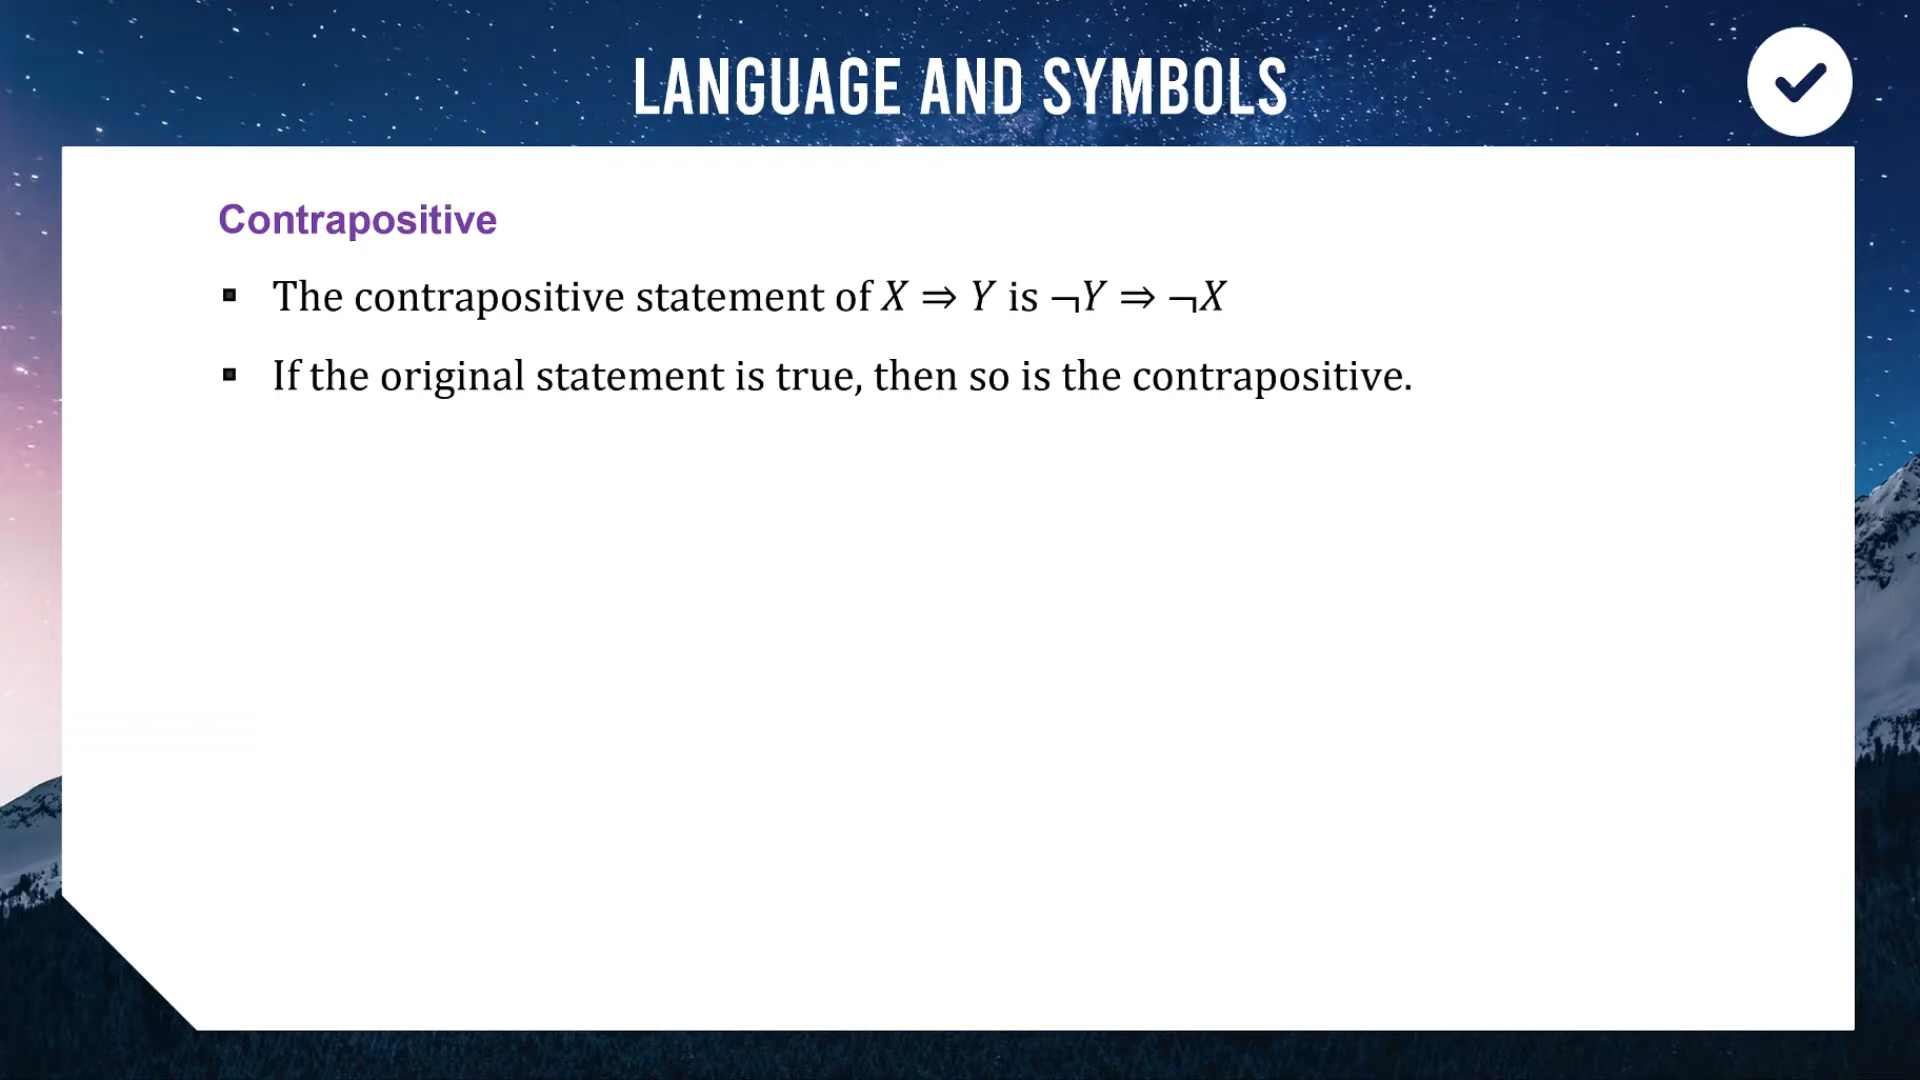 LANGUAGE AND SYMBOLS
Contrapositive
▪ The contrapositive statement of X ⇒ Y is ¬Y ⇒ ¬X
▪ If the original statement is true, then so is the contrapositive.